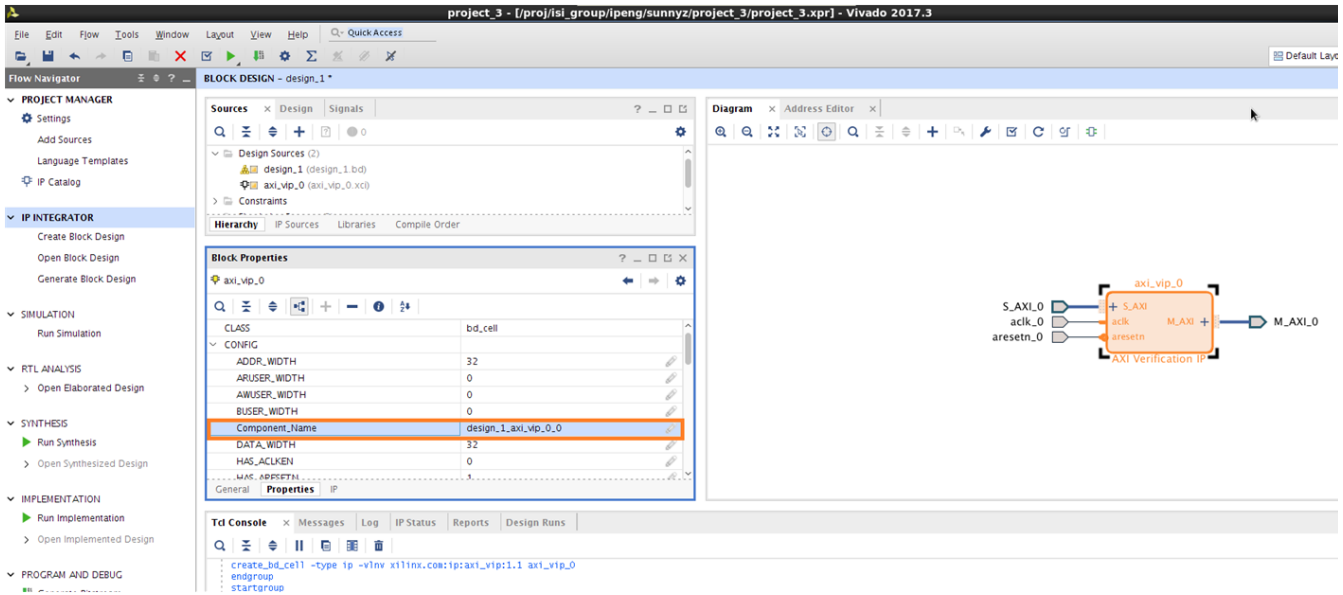 project_3 - [/proj/isi_group/ipeng/sunnyz/project_3/project_3.xpr] - Vivado 2017.3
File Edit Flow Tools Window Layout View Help Quick Access
Default Layo
Flow Navigator
PROJECT MANAGER
Settings
Add Sources
Language Templates
IP Catalog
IP INTEGRATOR
Create Block Design
Open Block Design
Generate Block Design
SIMULATION
Run Simulation
RTL ANALYSIS
Open Elaborated Design
SYNTHESIS
Run Synthesis
Open Synthesized Design
IMPLEMENTATION
Run Implementation
Open Implemented Design
PROGRAM AND DEBUG
BLOCK DESIGN - design_1 *
Sources Design Signals
0
Design Sources (2)
design_1 (design_1.bd)
axi_vip_0 (axi_vip_0.xci)
Constraints
Hierarchy IP Sources Libraries Compile Order
Block Properties
axi_vip_0
CLASS bd_cell
CONFIG
ADDR_WIDTH 32
ARUSER_WIDTH 0
AWUSER_WIDTH 0
BUSER_WIDTH 0
Component_Name design_1_axi_vip_0_0
DATA_WIDTH 32
HAS_ACLKEN 0
HAS_ARESETN 1
General Properties IP
Diagram Address Editor
axi_vip_0
S_AXI_0
aclk_0
aresetn_0
S_AXI
aclk
aresetn
M_AXI
M_AXI_0
AXI Verification IP
Tcl Console Messages Log IP Status Reports Design Runs
create_bd_cell -type ip -vlnv xilinx.com:ip:axi_vip:1.1 axi_vip_0
endgroup
startgroup